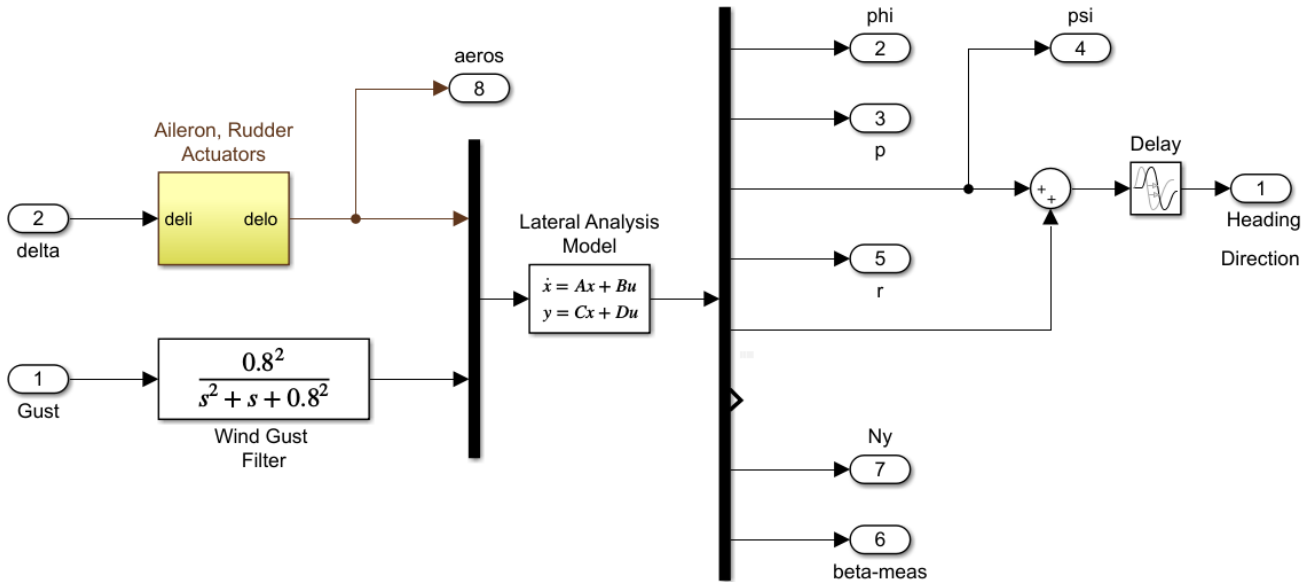 phi
2
psi
4
aeros
8
Aileron, Rudder
Actuators
3
p
Delay
2
delta
deli
delo
+
+
1
Heading
Direction
Lateral Analysis
Model
ẋ = Ax + Bu
y = Cx + Du
5
r
1
Gust
0.8²
s² + s + 0.8²
Wind Gust
Filter
Ny
7
6
beta-meas